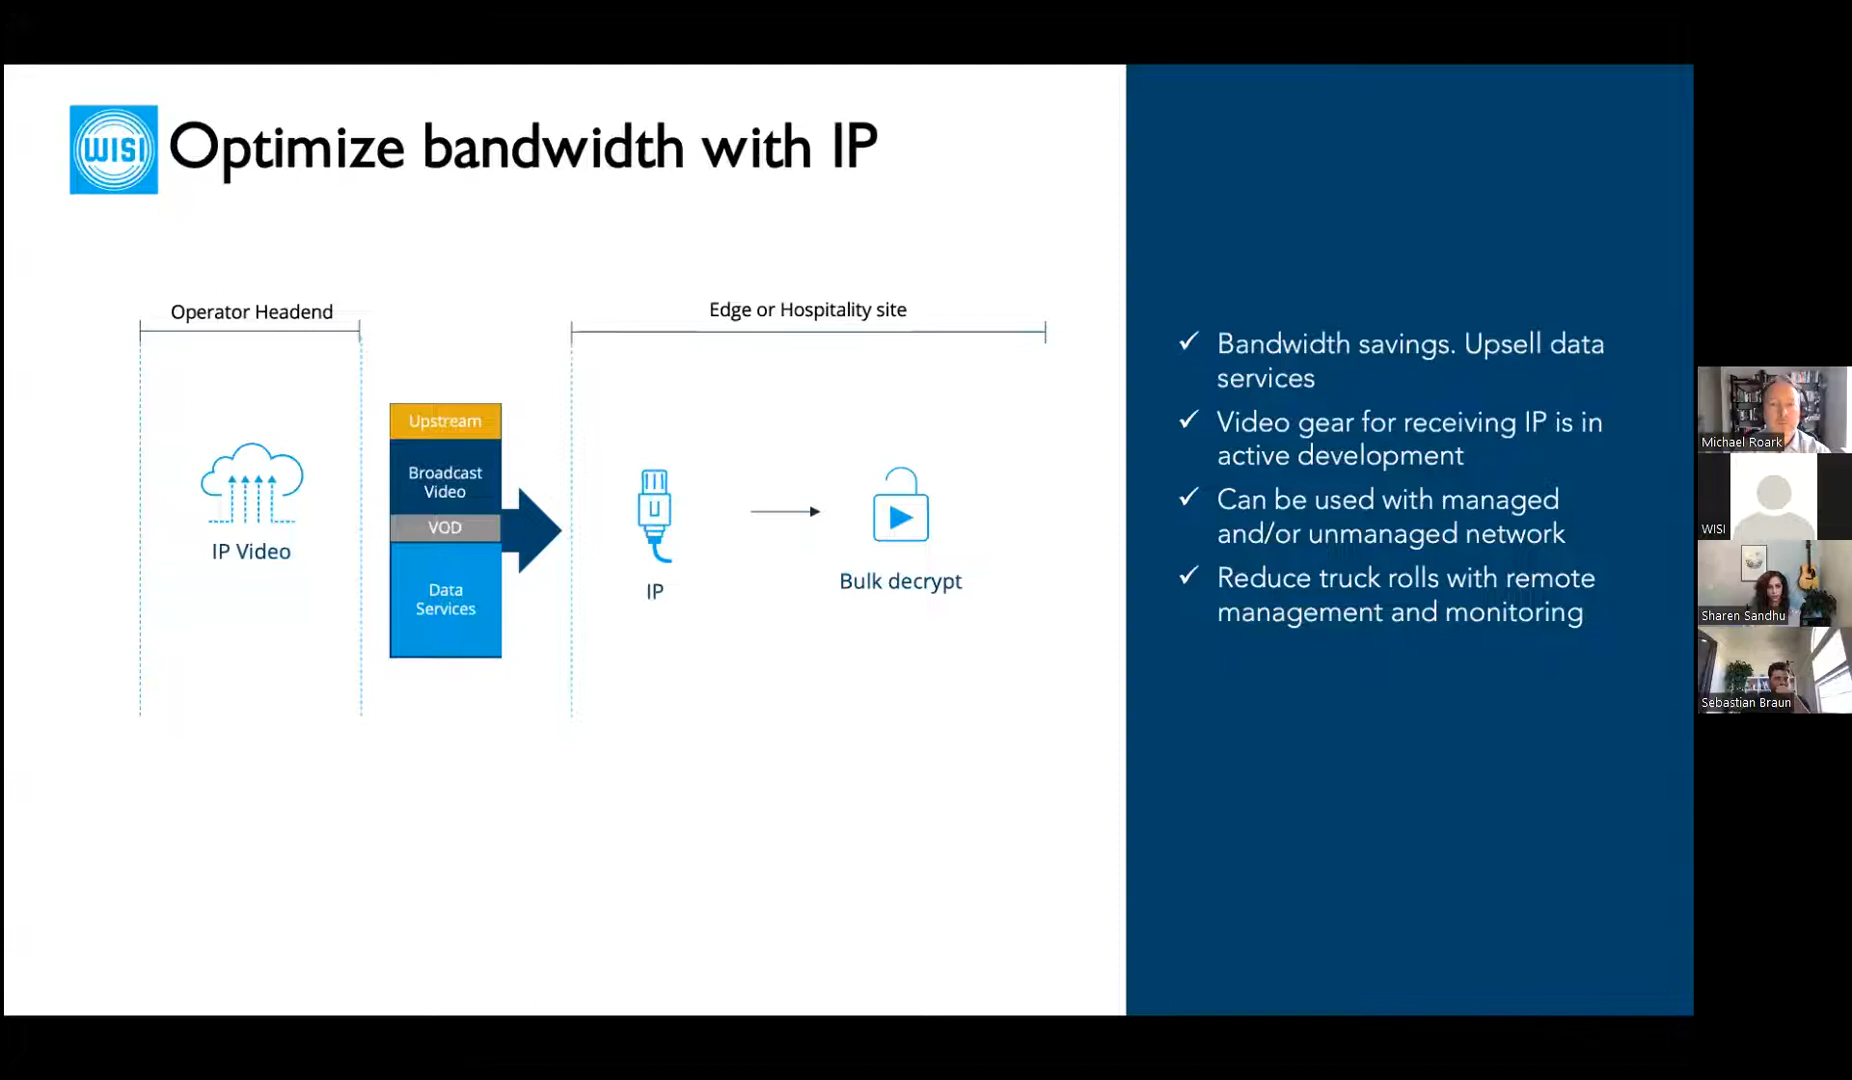 WISI
Optimize bandwidth with IP
Operator Headend
Edge or Hospitality site
Upstream
Broadcast
Video
VOD
Data
Services
IP Video
IP
Bulk decrypt
✓ Bandwidth savings. Upsell data
services
✓ Video gear for receiving IP is in
active development
✓ Can be used with managed
and/or unmanaged network
✓ Reduce truck rolls with remote
management and monitoring
Michael Roark
WISI
Sharen Sandhu
Sebastian Braun